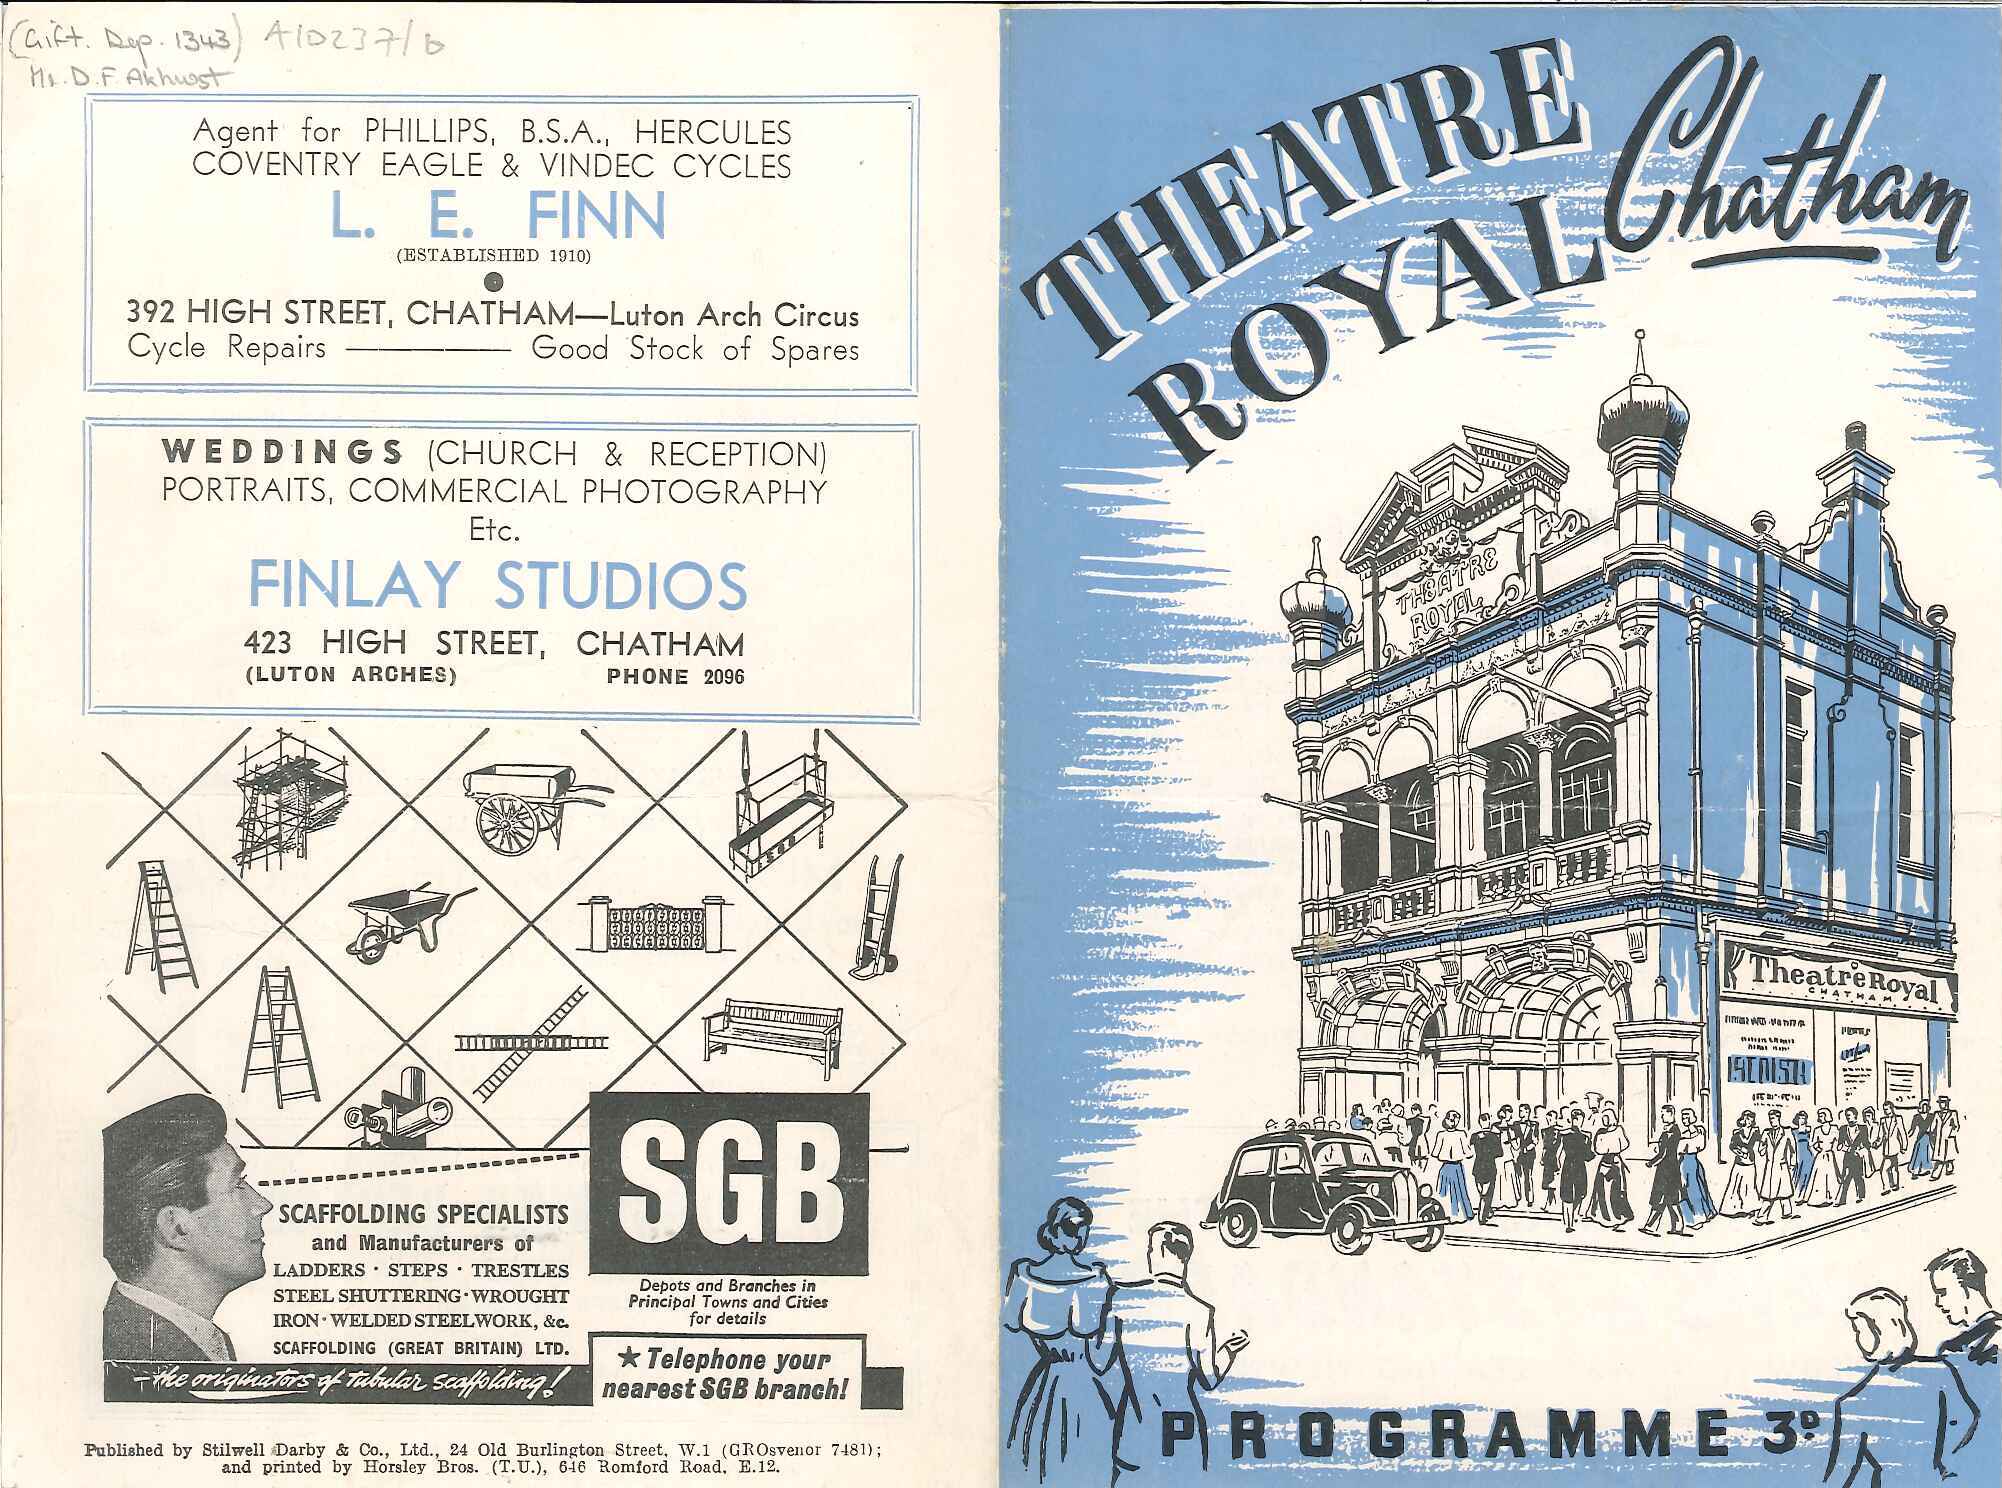 (Gift. Dep. 1343) A1D237/b
Mr. D.F. Akhurst
Agent for PHILLIPS, B.S.A., HERCULES
COVENTRY EAGLE & VINDEC CYCLES
L. E. FINN
(ESTABLISHED 1910)
392 HIGH STREET, CHATHAM—Luton Arch Circus
Cycle Repairs ———— Good Stock of Spares
WEDDINGS (CHURCH & RECEPTION)
PORTRAITS, COMMERCIAL PHOTOGRAPHY
Etc.
FINLAY STUDIOS
423 HIGH STREET, CHATHAM
(LUTON ARCHES) PHONE 2096
SCAFFOLDING SPECIALISTS
and Manufacturers of
LADDERS · STEPS · TRESTLES
STEEL SHUTTERING · WROUGHT
IRON · WELDED STEELWORK, &c.
SCAFFOLDING (GREAT BRITAIN) LTD.
—the originators of tubular scaffolding!
SGB
Depots and Branches in
Principal Towns and Cities
for details
★ Telephone your
nearest SGB branch!
Published by Stilwell Darby & Co., Ltd., 24 Old Burlington Street, W.1 (GROsvenor 7481);
and printed by Horsley Bros. (T.U.), 646 Romford Road, E.12.
THEATRE
ROYAL Chatham
THEATRE
ROYAL
Theatre Royal
CHATHAM
PROGRAMME 3D